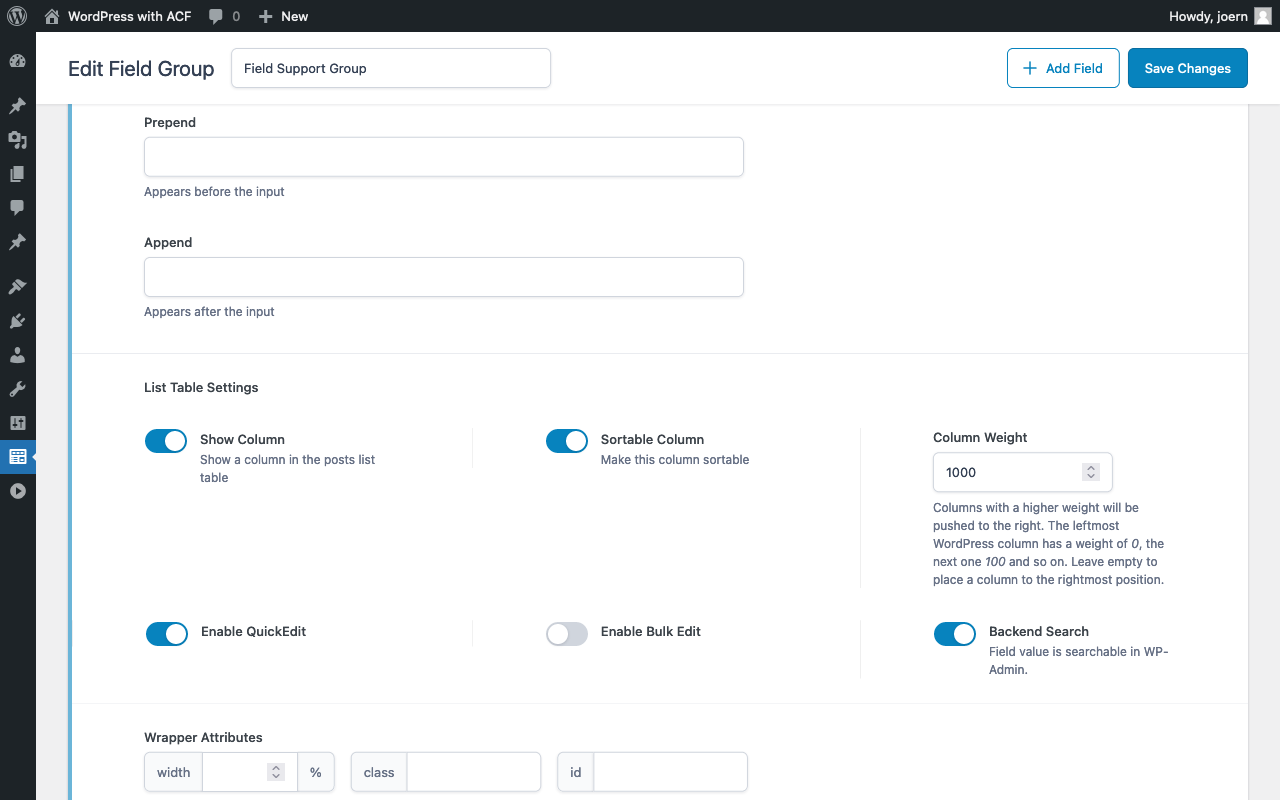 WordPress with ACF 0 New Howdy, joern
Edit Field Group Field Support Group Add Field Save Changes
Prepend
Appears before the input
Append
Appears after the input
List Table Settings
Show Column
Show a column in the posts list
table
Sortable Column
Make this column sortable
Column Weight
1000
Columns with a higher weight will be
pushed to the right. The leftmost
WordPress column has a weight of 0, the
next one 100 and so on. Leave empty to
place a column to the rightmost position.
Enable QuickEdit
Enable Bulk Edit
Backend Search
Field value is searchable in WP-
Admin.
Wrapper Attributes
width % class id